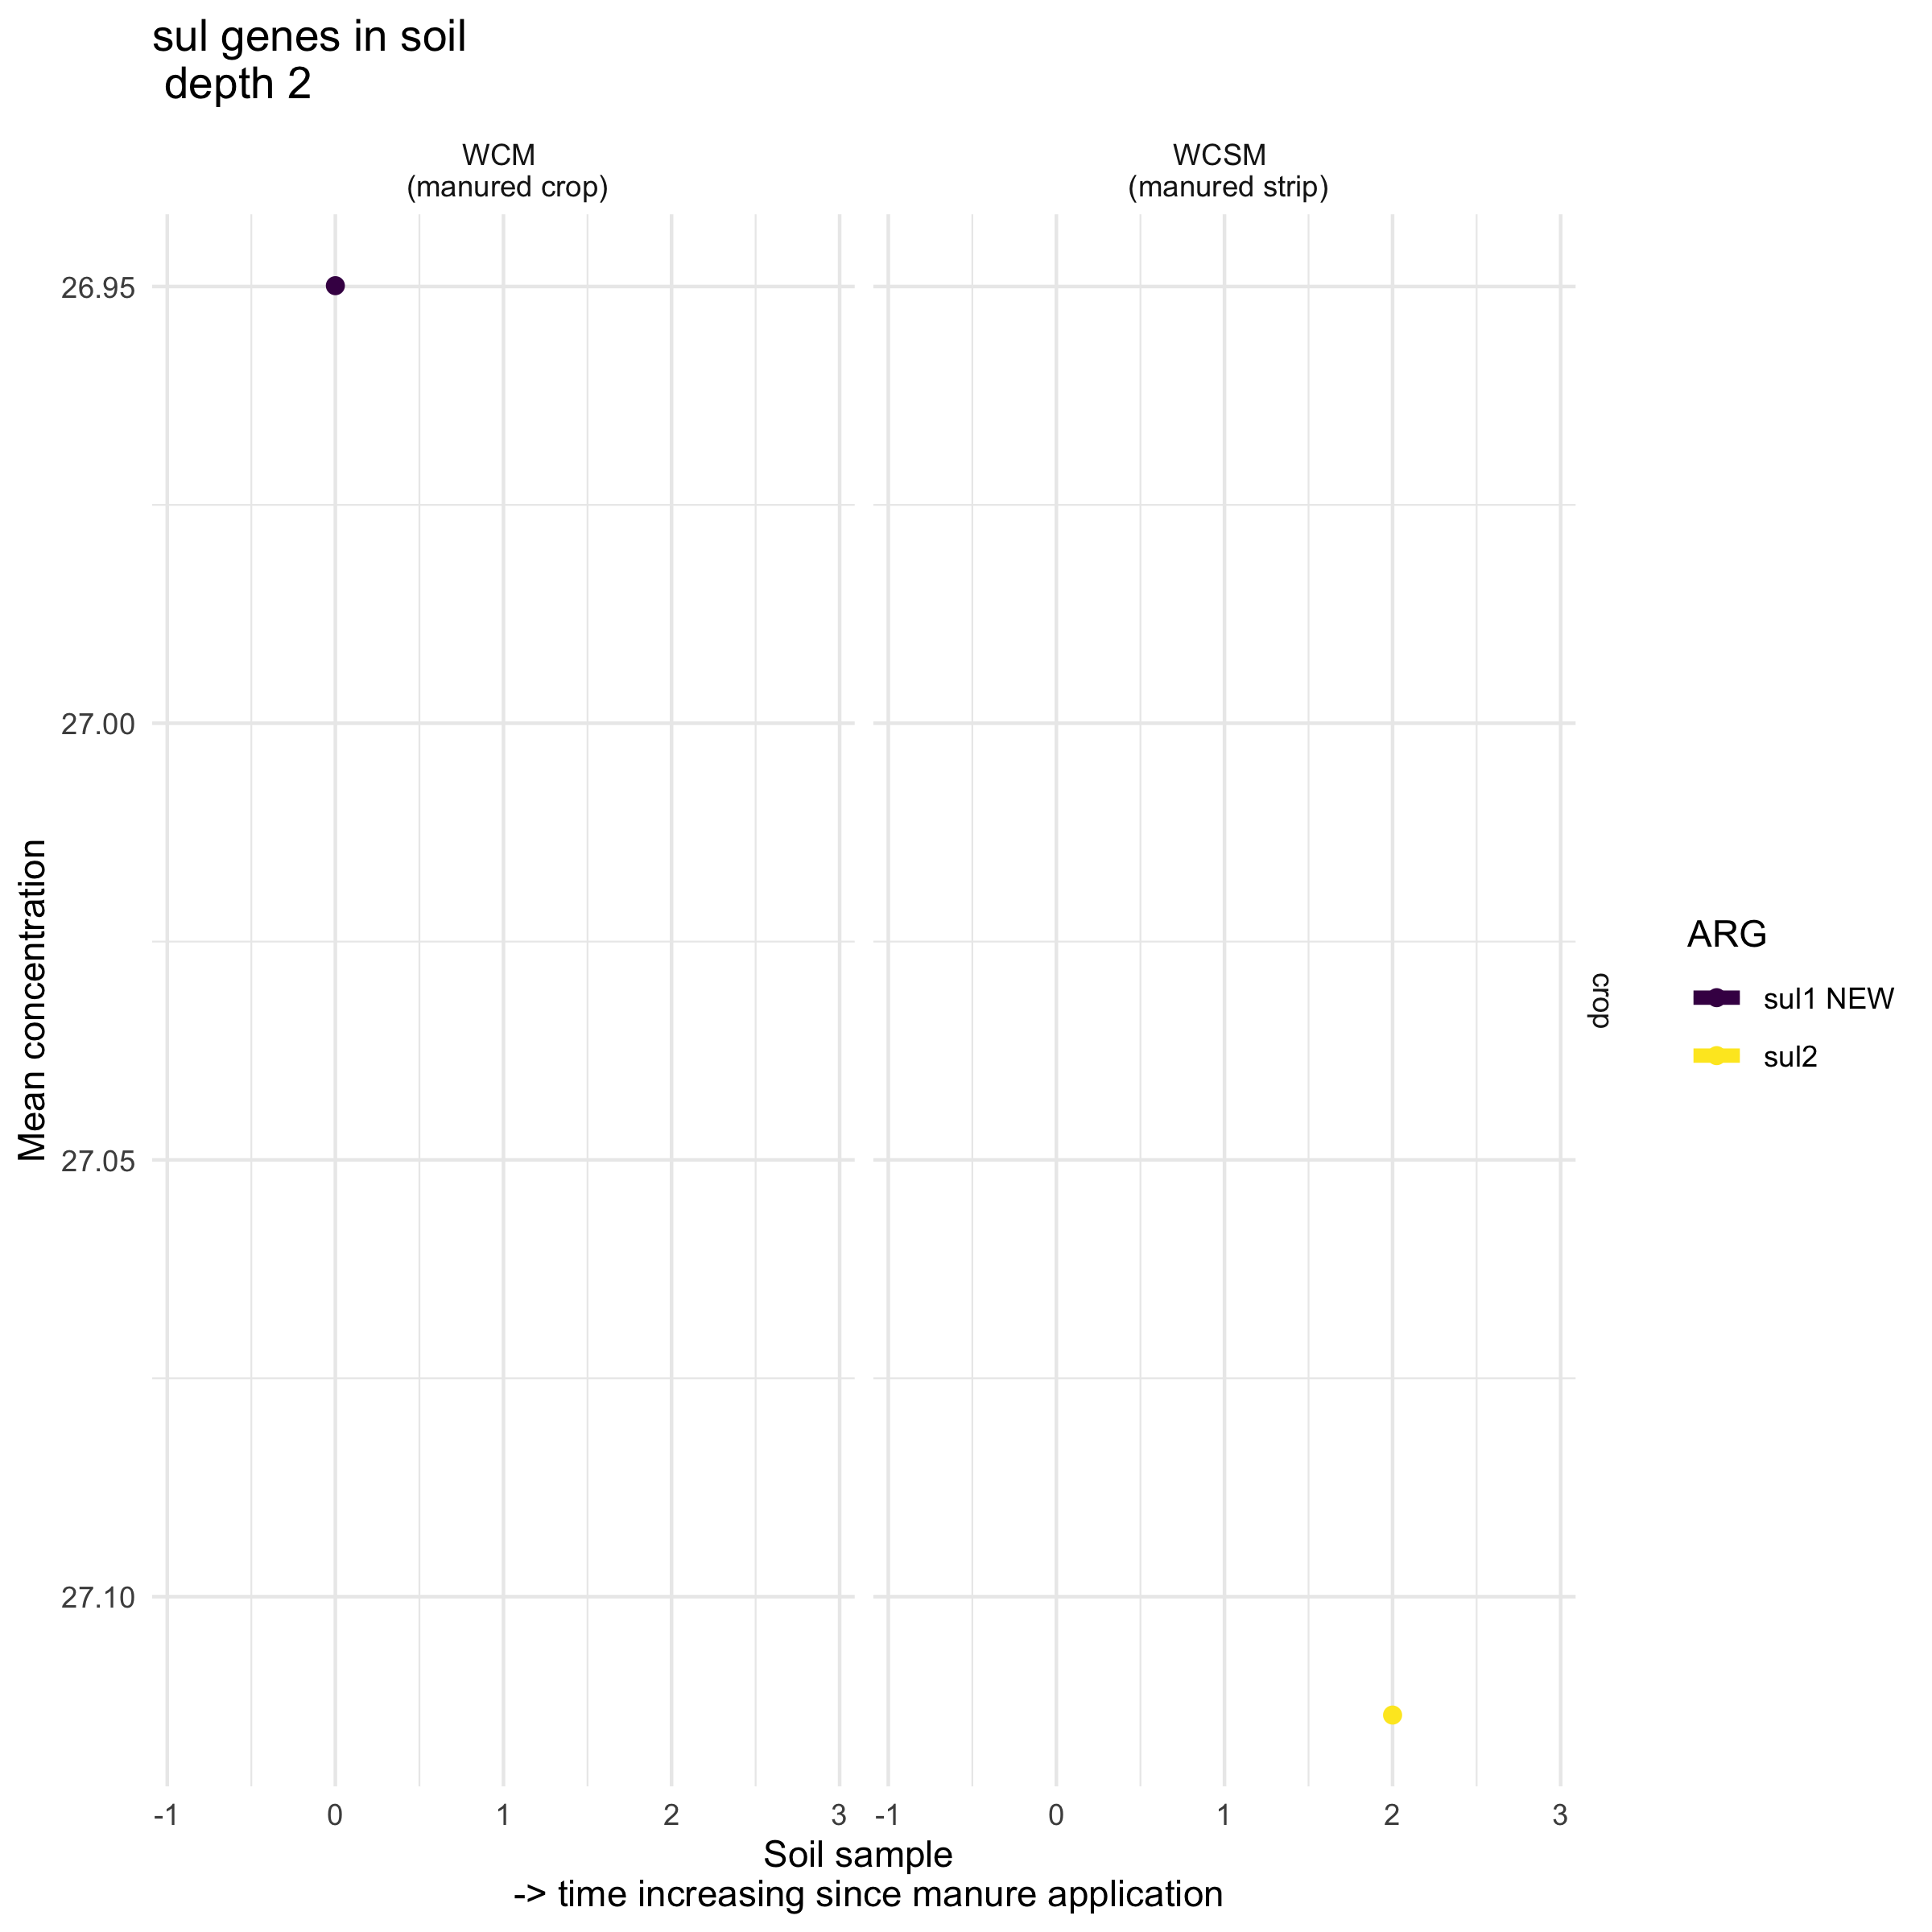 sul genes in soil
depth 2
WCM
(manured crop)
WCSM
(manured strip)
26.95
27.00
27.05
27.10
Mean concentration
crop
ARG
sul1 NEW
sul2
-1 0 1 2 3 -1 0 1 2 3
Soil sample
-> time increasing since manure application